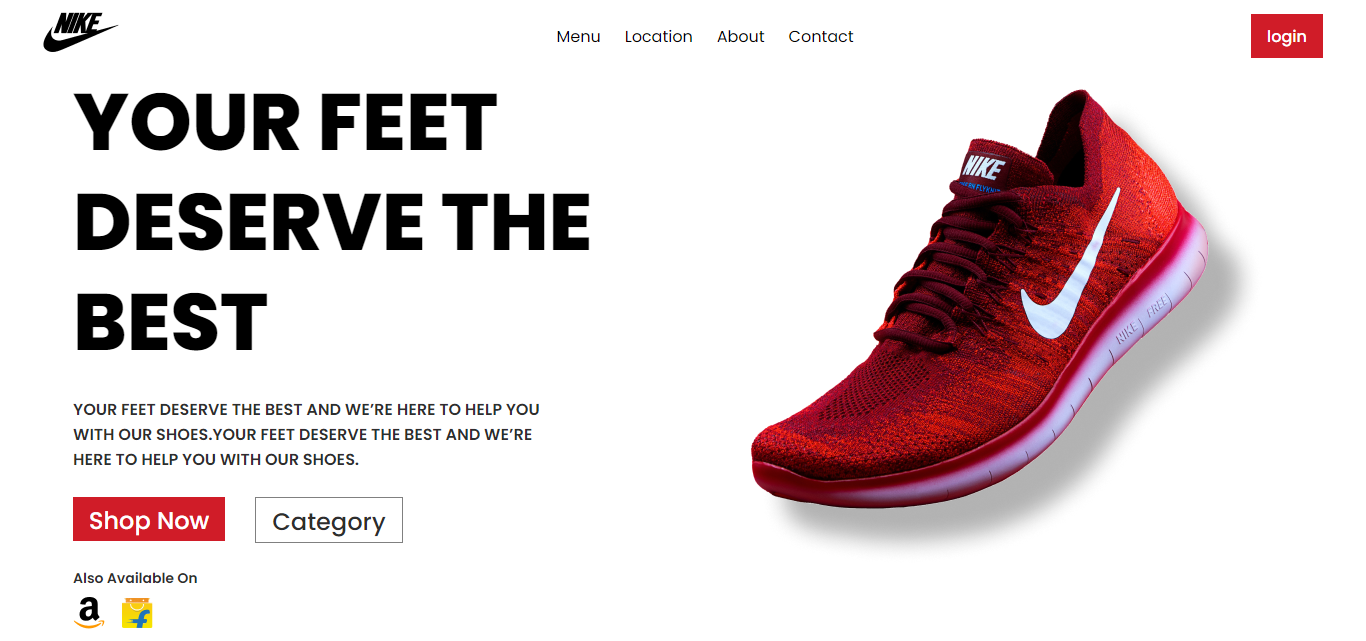 NIKE
Menu Location About Contact
login
YOUR FEET
DESERVE THE
BEST
NIKE
YOUR FEET DESERVE THE BEST AND WE’RE HERE TO HELP YOU
WITH OUR SHOES.YOUR FEET DESERVE THE BEST AND WE’RE
HERE TO HELP YOU WITH OUR SHOES.
NIKE FREE
Shop Now Category
Also Available On
a f